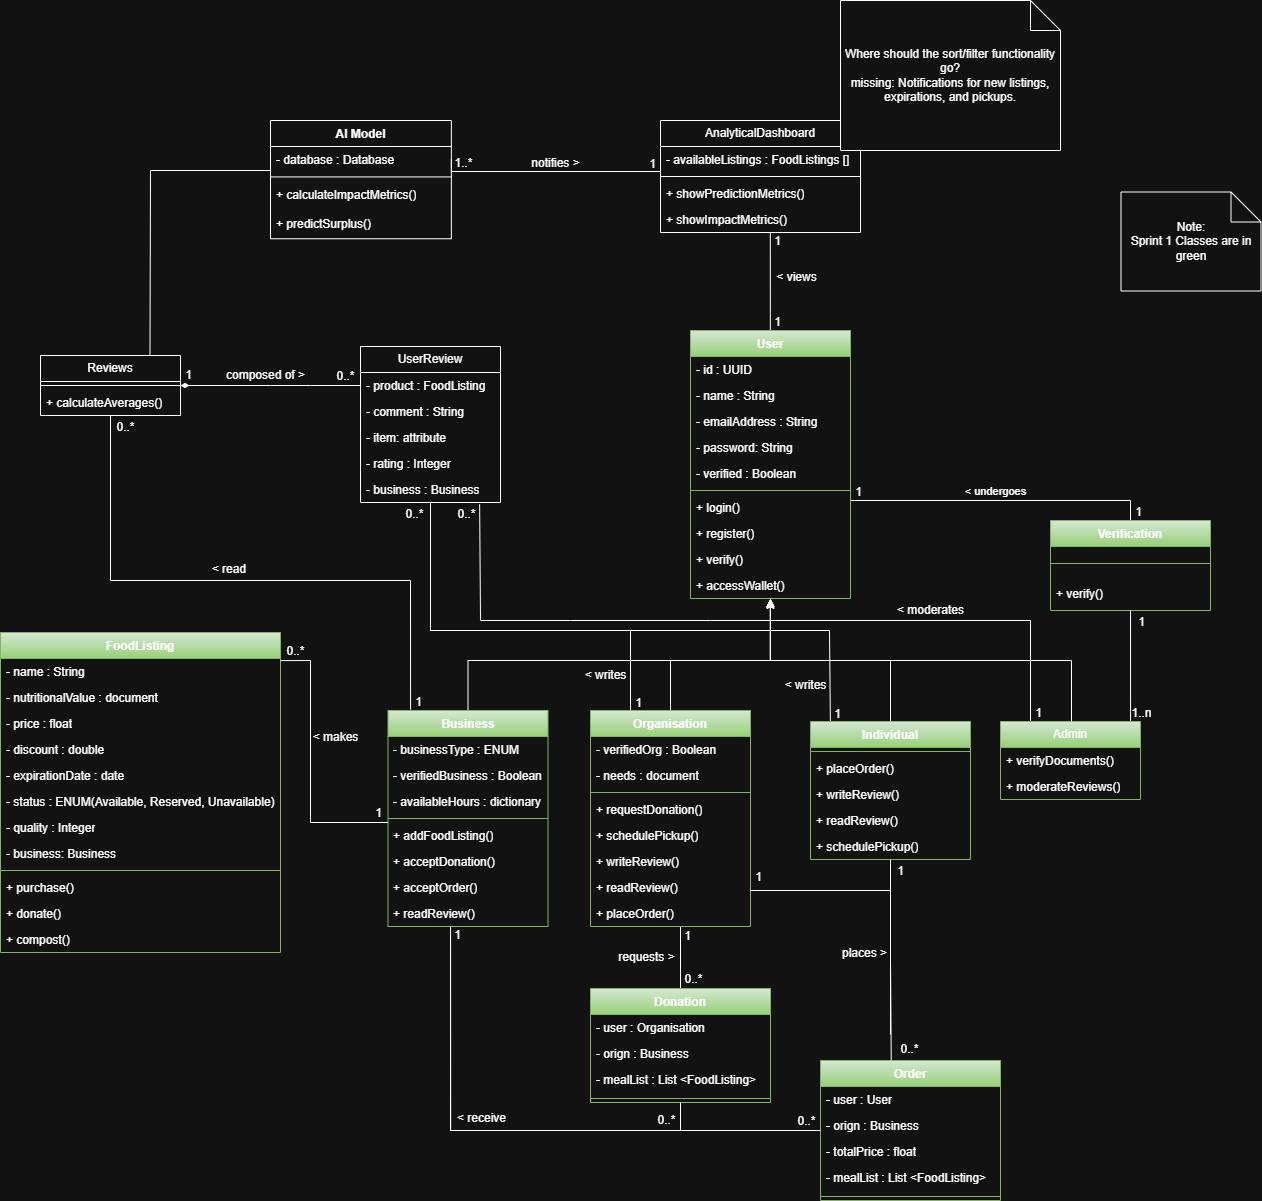 Where should the sort/filter functionality
go?
missing: Notifications for new listings,
expirations, and pickups.
AI Model
- database : Database
+ calculateImpactMetrics()
+ predictSurplus()
1..*
notifies >
1
AnalyticalDashboard
- availableListings : FoodListings []
+ showPredictionMetrics()
+ showImpactMetrics()
Note:
Sprint 1 Classes are in
green
1
< views
1
User
- id : UUID
- name : String
- emailAddress : String
- password: String
- verified : Boolean
+ login()
+ register()
+ verify()
+ accessWallet()
Reviews
+ calculateAverages()
1
composed of >
0..*
UserReview
- product : FoodListing
- comment : String
- item: attribute
- rating : Integer
- business : Business
0..*
0..*
0..*
< read
1
1
< undergoes
1
Verification
+ verify()
1
1..n
< moderates
1
< writes
1
< writes
1
FoodListing
- name : String
- nutritionalValue : document
- price : float
- discount : double
- expirationDate : date
- status : ENUM(Available, Reserved, Unavailable)
- quality : Integer
- business: Business
+ purchase()
+ donate()
+ compost()
0..*
< makes
1
Business
- businessType : ENUM
- verifiedBusiness : Boolean
- availableHours : dictionary
+ addFoodListing()
+ acceptDonation()
+ acceptOrder()
+ readReview()
Organisation
- verifiedOrg : Boolean
- needs : document
+ requestDonation()
+ schedulePickup()
+ writeReview()
+ readReview()
+ placeOrder()
Individual
+ placeOrder()
+ writeReview()
+ readReview()
+ schedulePickup()
Admin
+ verifyDocuments()
+ moderateReviews()
1
1
1
1
requests >
0..*
places >
0..*
Donation
- user : Organisation
- orign : Business
- mealList : List <FoodListing>
< receive
0..*
0..*
Order
- user : User
- orign : Business
- totalPrice : float
- mealList : List <FoodListing>